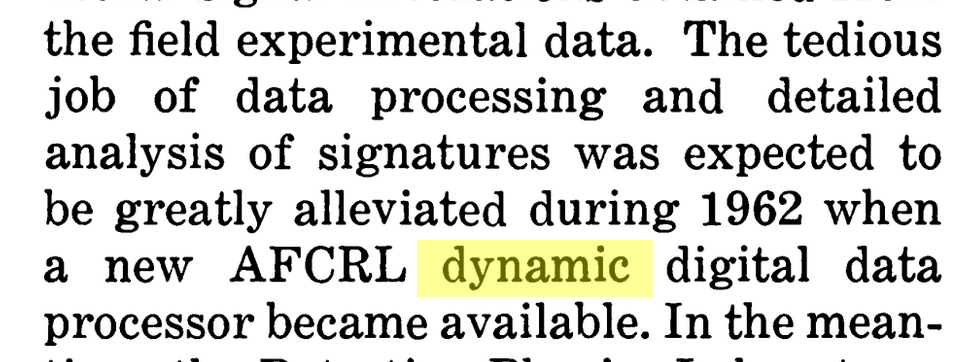 the field experimental data. The tedious
job of data processing and detailed
analysis of signatures was expected to
be greatly alleviated during 1962 when
a new AFCRL dynamic digital data
processor became available. In the mean-